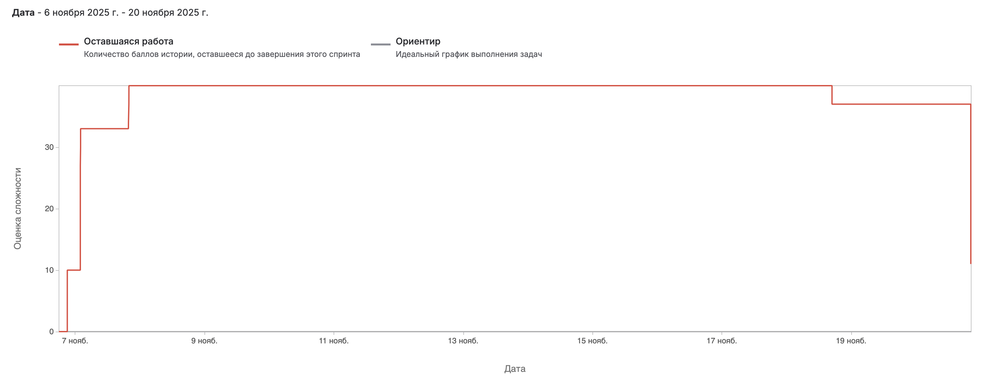 Дата - 6 ноября 2025 г. - 20 ноября 2025 г.
Оставшаяся работа
Количество баллов истории, оставшееся до завершения этого спринта
Ориентир
Идеальный график выполнения задач
Оценка сложности
30
20
10
0
7 нояб.
9 нояб.
11 нояб.
13 нояб.
15 нояб.
17 нояб.
19 нояб.
Дата